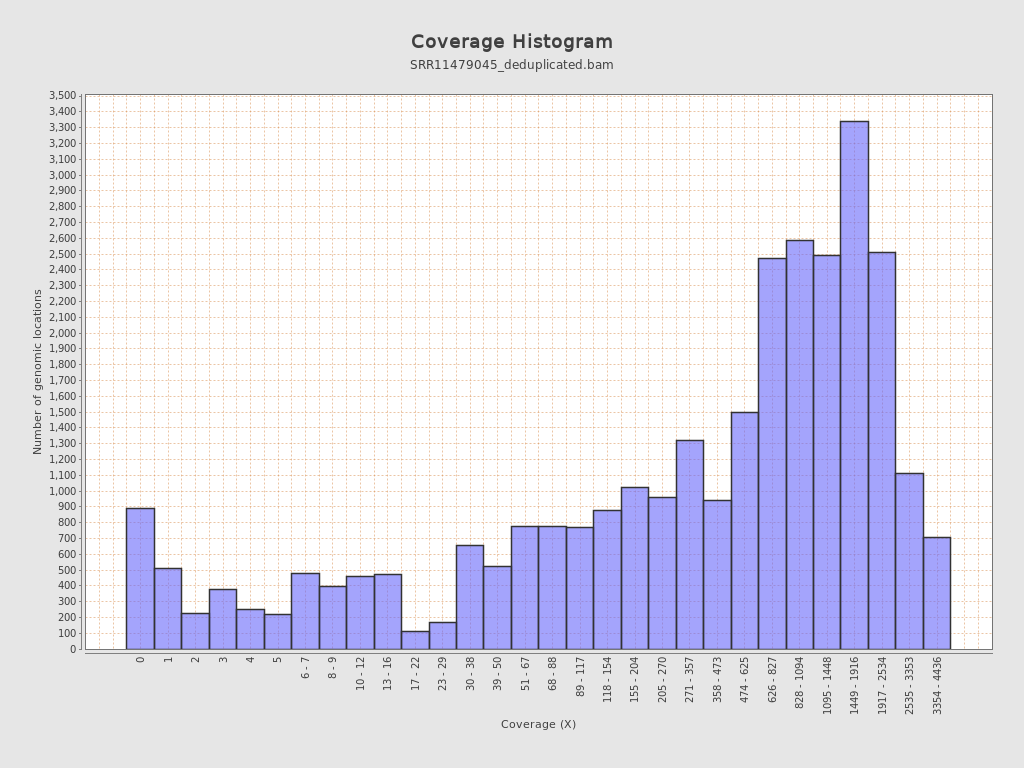 Coverage Histogram
SRR11479045_deduplicated.bam
Number of genomic locations
3,500
3,400
3,300
3,200
3,100
3,000
2,900
2,800
2,700
2,600
2,500
2,400
2,300
2,200
2,100
2,000
1,900
1,800
1,700
1,600
1,500
1,400
1,300
1,200
1,100
1,000
900
800
700
600
500
400
300
200
100
0
0
1
2
3
4
5
6 - 7
8 - 9
10 - 12
13 - 16
17 - 22
23 - 29
30 - 38
39 - 50
51 - 67
68 - 88
89 - 117
118 - 154
155 - 204
205 - 270
271 - 357
358 - 473
474 - 625
626 - 827
828 - 1094
1095 - 1448
1449 - 1916
1917 - 2534
2535 - 3353
3354 - 4436
Coverage (X)